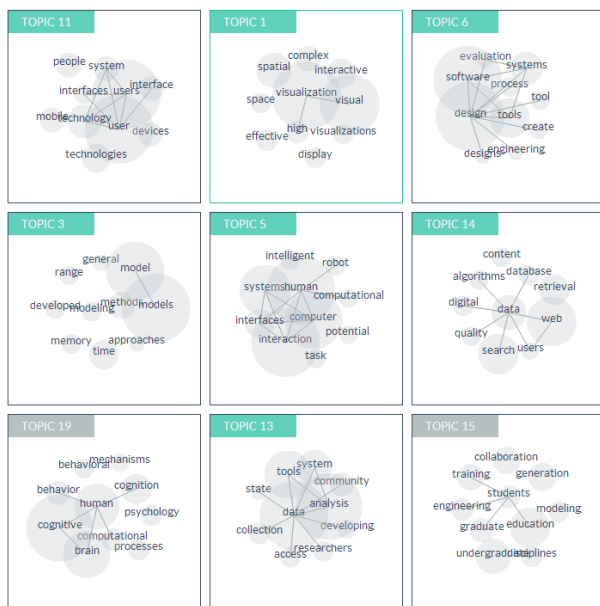 TOPIC 11
people
system
interfaces
users
interface
mobile
technology
user
devices
technologies
TOPIC 1
complex
spatial
interactive
visualization
space
visual
high
visualizations
effective
display
TOPIC 6
evaluation
systems
software
process
tool
design
tools
create
engineering
designs
TOPIC 3
general
model
range
methods
models
developed
modeling
memory
approaches
time
TOPIC 5
intelligent
robot
systems
human
computational
interfaces
computer
potential
interaction
task
TOPIC 14
content
algorithms
database
retrieval
digital
data
web
quality
search
users
TOPIC 19
mechanisms
behavioral
cognition
behavior
human
psychology
cognitive
computational
processes
brain
TOPIC 13
system
tools
community
state
analysis
data
developing
collection
researchers
access
TOPIC 15
collaboration
training
generation
students
engineering
modeling
graduate
education
undergraduate
disciplines